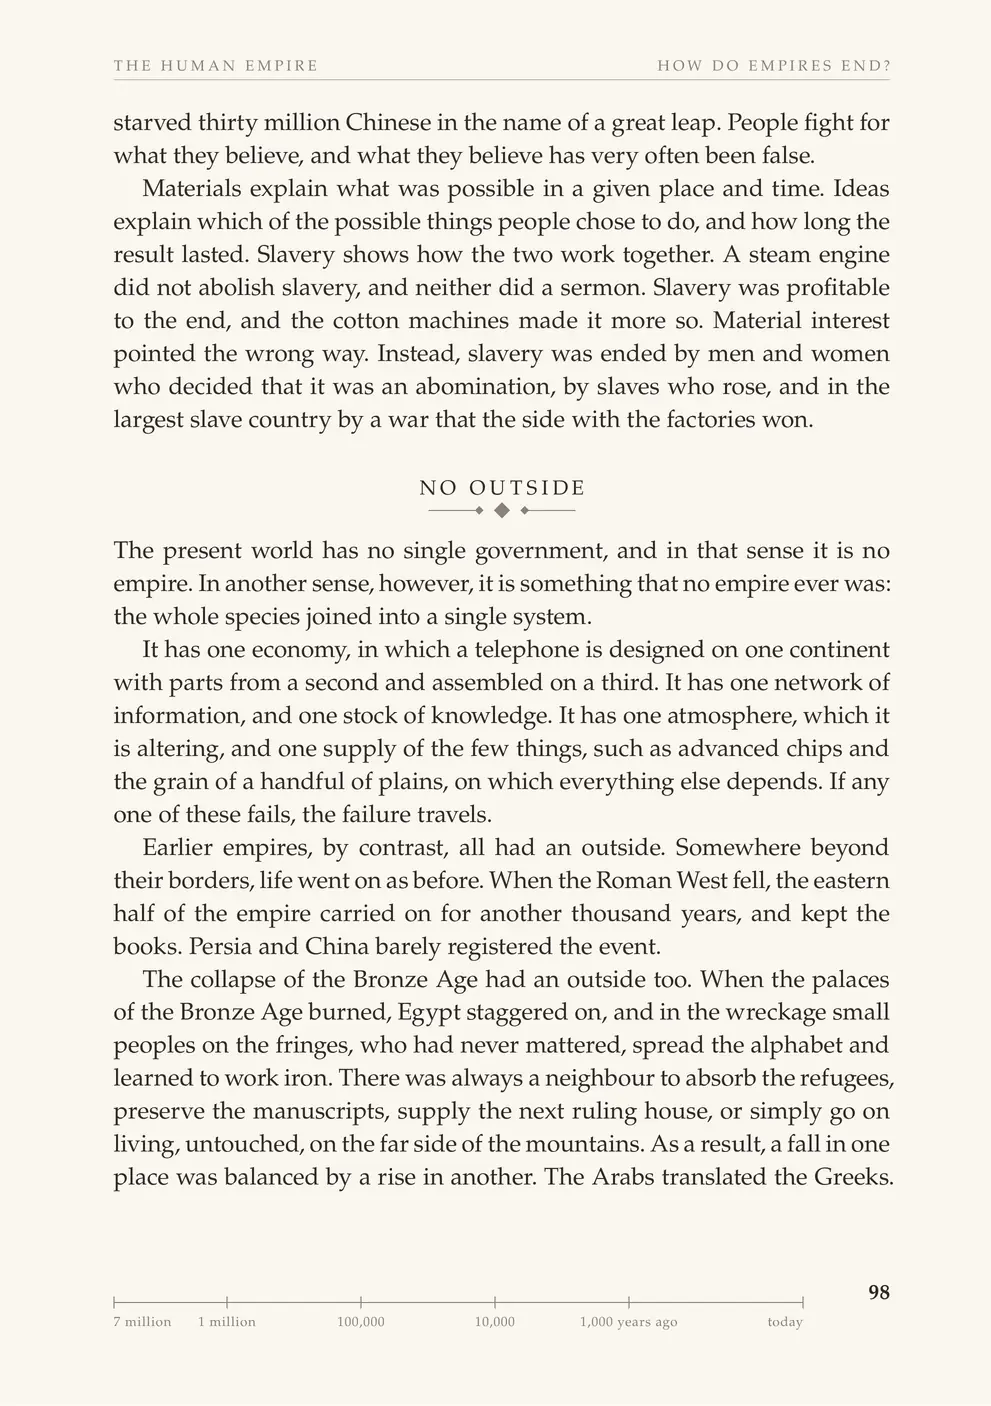 THE HUMAN EMPIRE
HOW DO EMPIRES END?
starved thirty million Chinese in the name of a great leap. People fight for
what they believe, and what they believe has very often been false.
Materials explain what was possible in a given place and time. Ideas
explain which of the possible things people chose to do, and how long the
result lasted. Slavery shows how the two work together. A steam engine
did not abolish slavery, and neither did a sermon. Slavery was profitable
to the end, and the cotton machines made it more so. Material interest
pointed the wrong way. Instead, slavery was ended by men and women
who decided that it was an abomination, by slaves who rose, and in the
largest slave country by a war that the side with the factories won.
NO OUTSIDE
The present world has no single government, and in that sense it is no
empire. In another sense, however, it is something that no empire ever was:
the whole species joined into a single system.
It has one economy, in which a telephone is designed on one continent
with parts from a second and assembled on a third. It has one network of
information, and one stock of knowledge. It has one atmosphere, which it
is altering, and one supply of the few things, such as advanced chips and
the grain of a handful of plains, on which everything else depends. If any
one of these fails, the failure travels.
Earlier empires, by contrast, all had an outside. Somewhere beyond
their borders, life went on as before. When the Roman West fell, the eastern
half of the empire carried on for another thousand years, and kept the
books. Persia and China barely registered the event.
The collapse of the Bronze Age had an outside too. When the palaces
of the Bronze Age burned, Egypt staggered on, and in the wreckage small
peoples on the fringes, who had never mattered, spread the alphabet and
learned to work iron. There was always a neighbour to absorb the refugees,
preserve the manuscripts, supply the next ruling house, or simply go on
living, untouched, on the far side of the mountains. As a result, a fall in one
place was balanced by a rise in another. The Arabs translated the Greeks.
98
7 million 1 million 100,000 10,000 1,000 years ago today